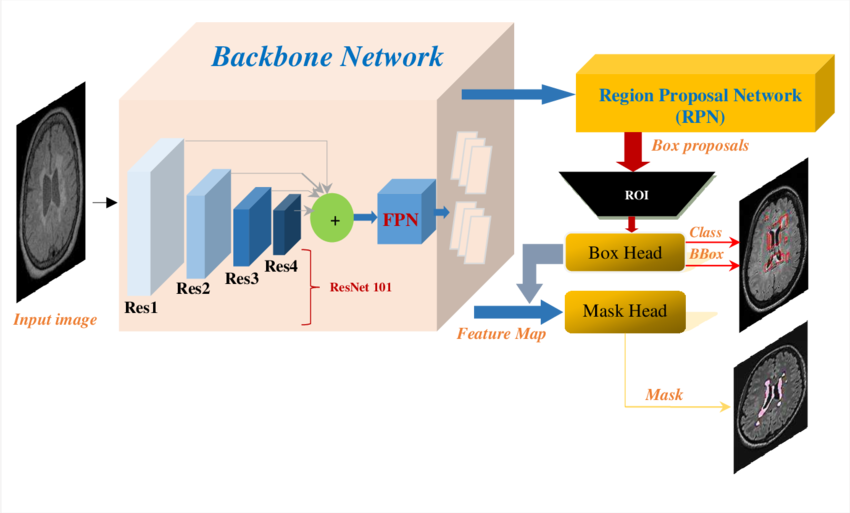 Backbone Network
Region Proposal Network
(RPN)
Box proposals
ROI
Class
BBox
Box Head
+
FPN
Res1
Res2
Res3
Res4
ResNet 101
Input image
Feature Map
Mask Head
Mask